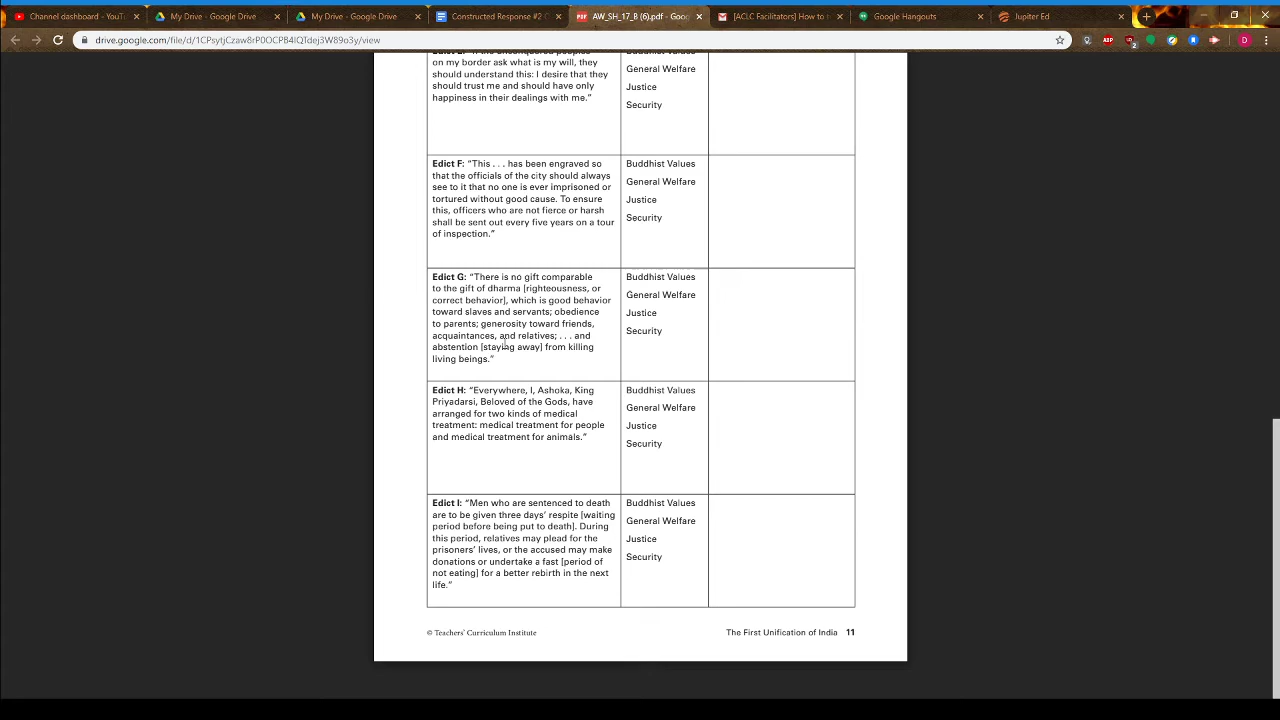 Channel dashboard - YouTu
My Drive - Google Drive
My Drive - Google Drive
Constructed Response #2 C
AW_SH_17_B (6).pdf - Goog
[ACLC Facilitators] How to
Google Hangouts
Jupiter Ed
drive.google.com/file/d/1CPsytjCzaw8rP0OCPB4IQTdej3W89o3y/view
on my border ask what is my will, they
should understand this: I desire that they
should trust me and should have only
happiness in their dealings with me.”
General Welfare
Justice
Security
Edict F: “This . . . has been engraved so
that the officials of the city should always
see to it that no one is ever imprisoned or
tortured without good cause. To ensure
this, officers who are not fierce or harsh
shall be sent out every five years on a tour
of inspection.”
Buddhist Values
General Welfare
Justice
Security
Edict G: “There is no gift comparable
to the gift of dharma [righteousness, or
correct behavior], which is good behavior
toward slaves and servants; obedience
to parents; generosity toward friends,
acquaintances, and relatives; . . . and
abstention [staying away] from killing
living beings.”
Buddhist Values
General Welfare
Justice
Security
Edict H: “Everywhere, I, Ashoka, King
Priyadarsi, Beloved of the Gods, have
arranged for two kinds of medical
treatment: medical treatment for people
and medical treatment for animals.”
Buddhist Values
General Welfare
Justice
Security
Edict I: “Men who are sentenced to death
are to be given three days’ respite [waiting
period before being put to death]. During
this period, relatives may plead for the
prisoners’ lives, or the accused may make
donations or undertake a fast [period of
not eating] for a better rebirth in the next
life.”
Buddhist Values
General Welfare
Justice
Security
© Teachers’ Curriculum Institute
The First Unification of India 11